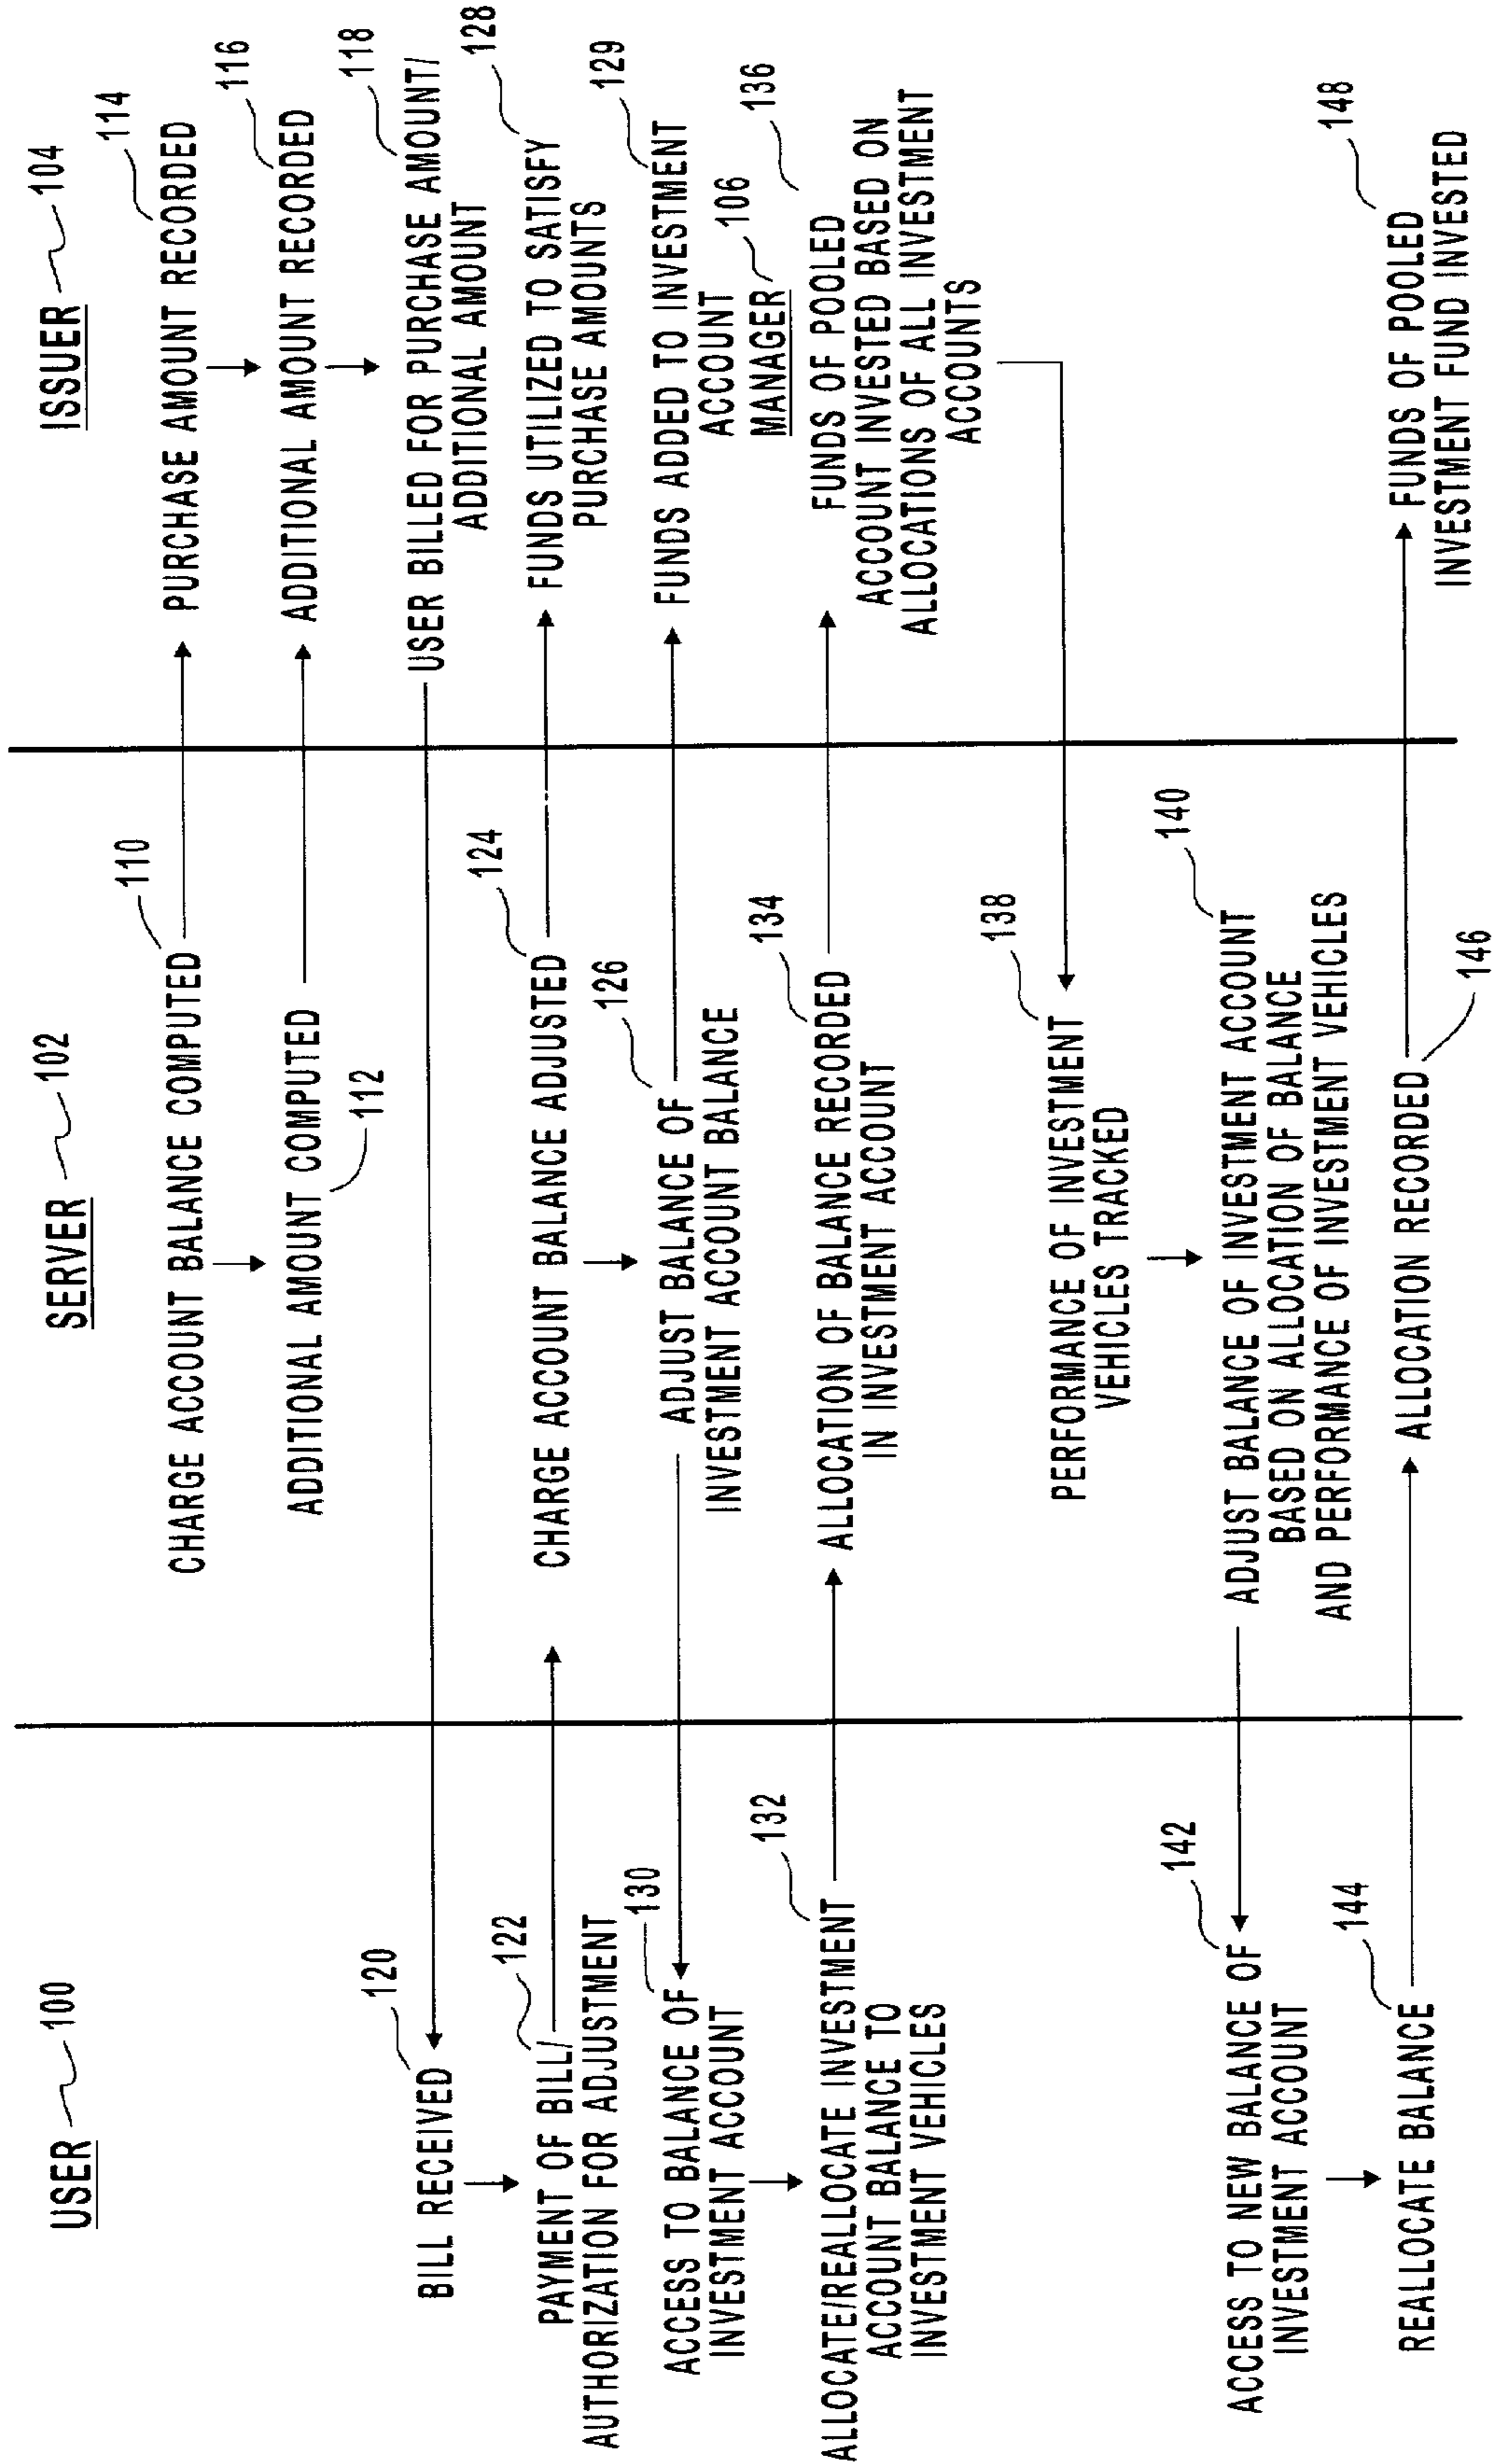 USER 100
SERVER 102
ISSUER 104
110
CHARGE ACCOUNT BALANCE COMPUTED
114
PURCHASE AMOUNT RECORDED
ADDITIONAL AMOUNT COMPUTED
112
116
ADDITIONAL AMOUNT RECORDED
118
USER BILLED FOR PURCHASE AMOUNT/
ADDITIONAL AMOUNT
120
BILL RECEIVED
122
PAYMENT OF BILL/
AUTHORIZATION FOR ADJUSTMENT
124
CHARGE ACCOUNT BALANCE ADJUSTED
128
FUNDS UTILIZED TO SATISFY
PURCHASE AMOUNTS
126
ADJUST BALANCE OF
INVESTMENT ACCOUNT BALANCE
129
FUNDS ADDED TO INVESTMENT
ACCOUNT
130
ACCESS TO BALANCE OF
INVESTMENT ACCOUNT
MANAGER 106
132
ALLOCATE/REALLOCATE INVESTMENT
ACCOUNT BALANCE TO
INVESTMENT VEHICLES
134
ALLOCATION OF BALANCE RECORDED
IN INVESTMENT ACCOUNT
136
FUNDS OF POOLED
ACCOUNT INVESTED BASED ON
ALLOCATIONS OF ALL INVESTMENT
ACCOUNTS
138
PERFORMANCE OF INVESTMENT
VEHICLES TRACKED
140
ADJUST BALANCE OF INVESTMENT ACCOUNT
BASED ON ALLOCATION OF BALANCE
AND PERFORMANCE OF INVESTMENT VEHICLES
142
ACCESS TO NEW BALANCE OF
INVESTMENT ACCOUNT
144
REALLOCATE BALANCE
ALLOCATION RECORDED
146
148
FUNDS OF POOLED
INVESTMENT FUND INVESTED